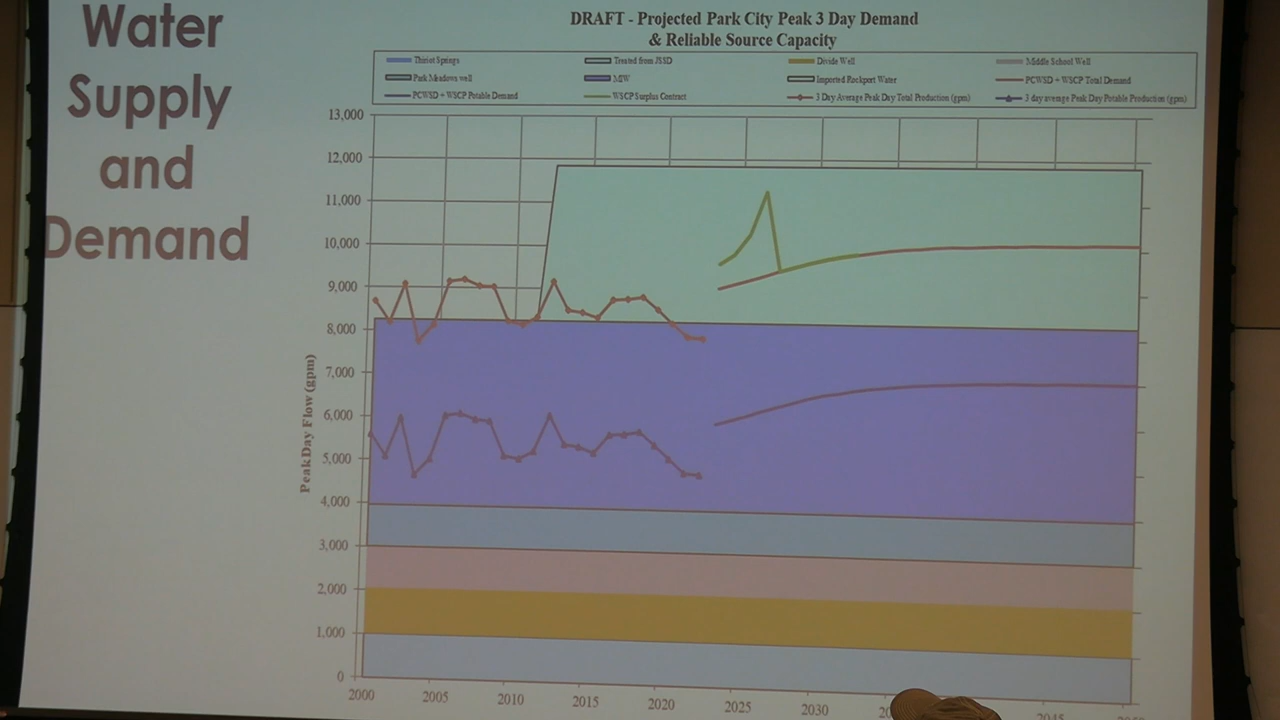 Water
Supply
and
Demand
DRAFT - Projected Park City Peak 3 Day Demand
& Reliable Source Capacity
Thiriot Springs
Treated from JSSD
Divide Well
Middle School Well
Park Meadows well
MIW
Imported Rockport Water
PCWSD + WSCP Total Demand
PCWSD + WSCP Potable Demand
WSCP Surplus Contract
3 Day Average Peak Day Total Production (gpm)
3 day average Peak Day Potable Production (gpm)
Peak Day Flow (gpm)
13,000
12,000
11,000
10,000
9,000
8,000
7,000
6,000
5,000
4,000
3,000
2,000
1,000
0
2000
2005
2010
2015
2020
2025
2030
2045